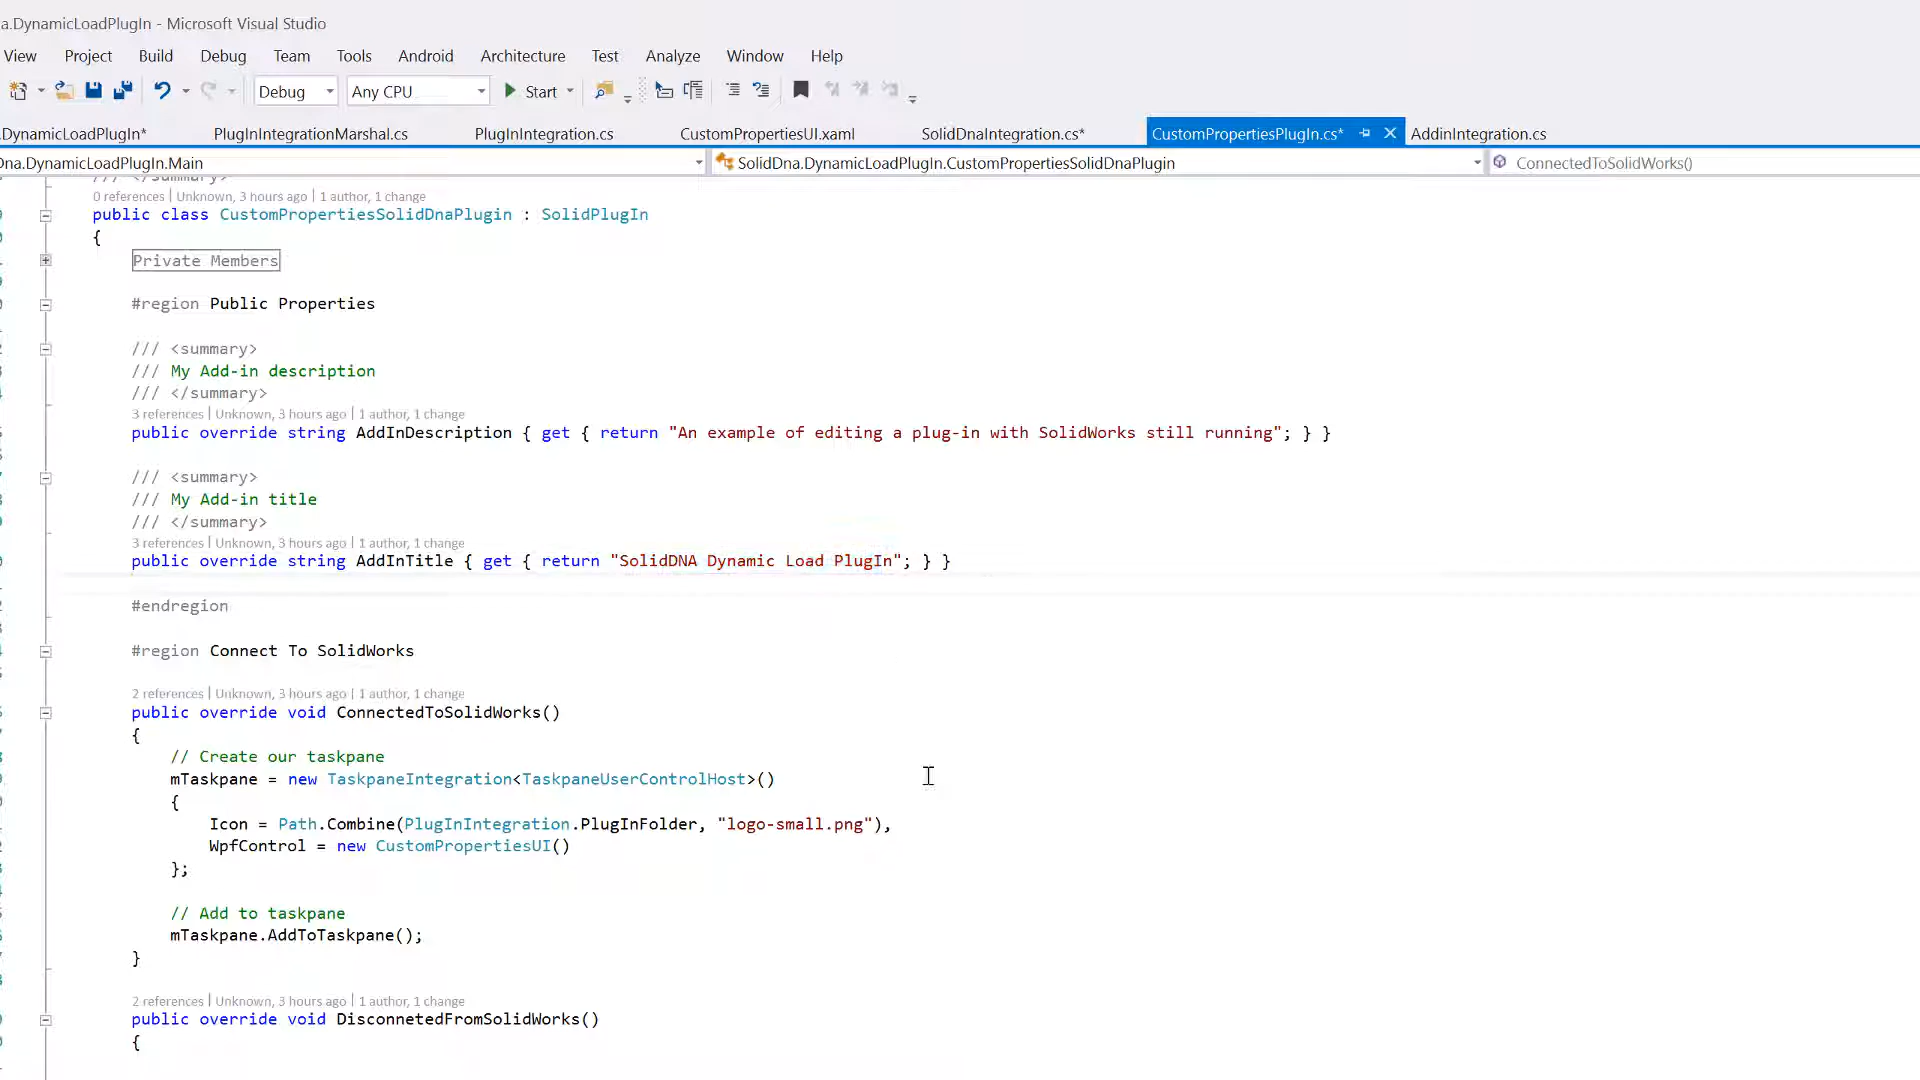 a.DynamicLoadPlugIn - Microsoft Visual Studio
View Project Build Debug Team Tools Android Architecture Test Analyze Window Help
Debug Any CPU Start
.DynamicLoadPlugIn* PlugInIntegrationMarshal.cs PlugInIntegration.cs CustomPropertiesUI.xaml SolidDnaIntegration.cs* CustomPropertiesPlugIn.cs* AddinIntegration.cs
Dna.DynamicLoadPlugIn.Main SolidDna.DynamicLoadPlugIn.CustomPropertiesSolidDnaPlugin ConnectedToSolidWorks()
/// </summary>
0 references | Unknown, 3 hours ago | 1 author, 1 change
public class CustomPropertiesSolidDnaPlugin : SolidPlugIn
{
Private Members
#region Public Properties
/// <summary>
/// My Add-in description
/// </summary>
3 references | Unknown, 3 hours ago | 1 author, 1 change
public override string AddInDescription { get { return "An example of editing a plug-in with SolidWorks still running"; } }
/// <summary>
/// My Add-in title
/// </summary>
3 references | Unknown, 3 hours ago | 1 author, 1 change
public override string AddInTitle { get { return "SolidDNA Dynamic Load PlugIn"; } }
#endregion
#region Connect To SolidWorks
2 references | Unknown, 3 hours ago | 1 author, 1 change
public override void ConnectedToSolidWorks()
{
// Create our taskpane
mTaskpane = new TaskpaneIntegration<TaskpaneUserControlHost>()
{
Icon = Path.Combine(PlugInIntegration.PlugInFolder, "logo-small.png"),
WpfControl = new CustomPropertiesUI()
};
// Add to taskpane
mTaskpane.AddToTaskpane();
}
2 references | Unknown, 3 hours ago | 1 author, 1 change
public override void DisconnetedFromSolidWorks()
{